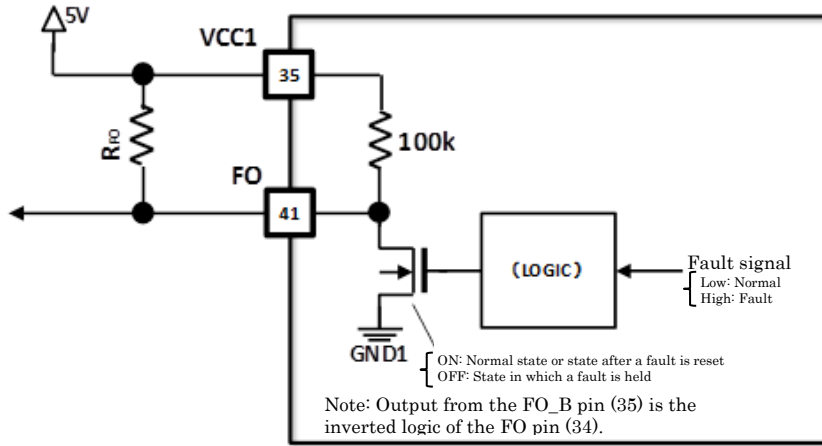 5V
VCC1
35
RFO
100k
FO
41
(LOGIC)
Fault signal
Low: Normal
High: Fault
GND1
ON: Normal state or state after a fault is reset
OFF: State in which a fault is held
Note: Output from the FO_B pin (35) is the
inverted logic of the FO pin (34).